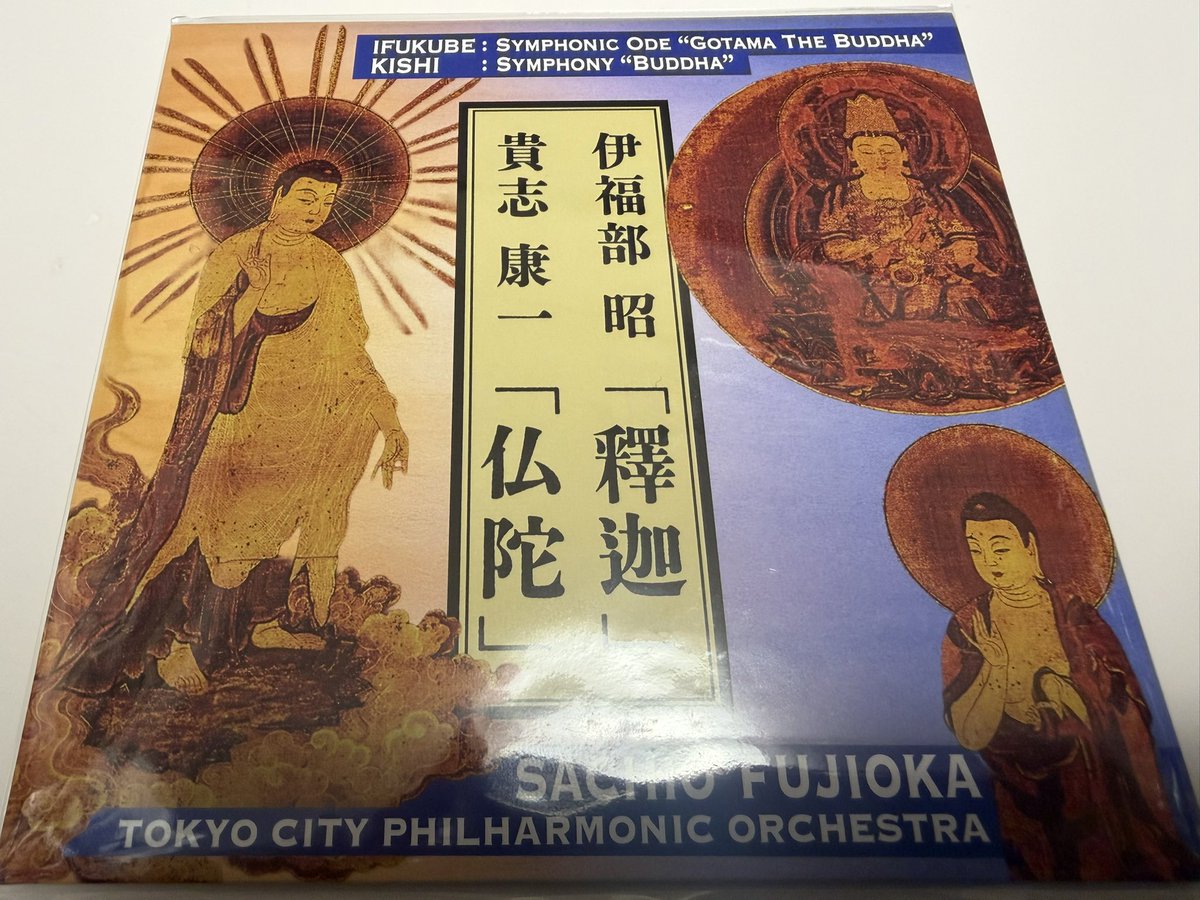 IFUKUBE : SYMPHONIC ODE “GOTAMA THE BUDDHA”
KISHI : SYMPHONY “BUDDHA”
伊福部 昭「釋迦」
貴志 康一「仏陀」
SACHIO FUJIOKA
TOKYO CITY PHILHARMONIC ORCHESTRA